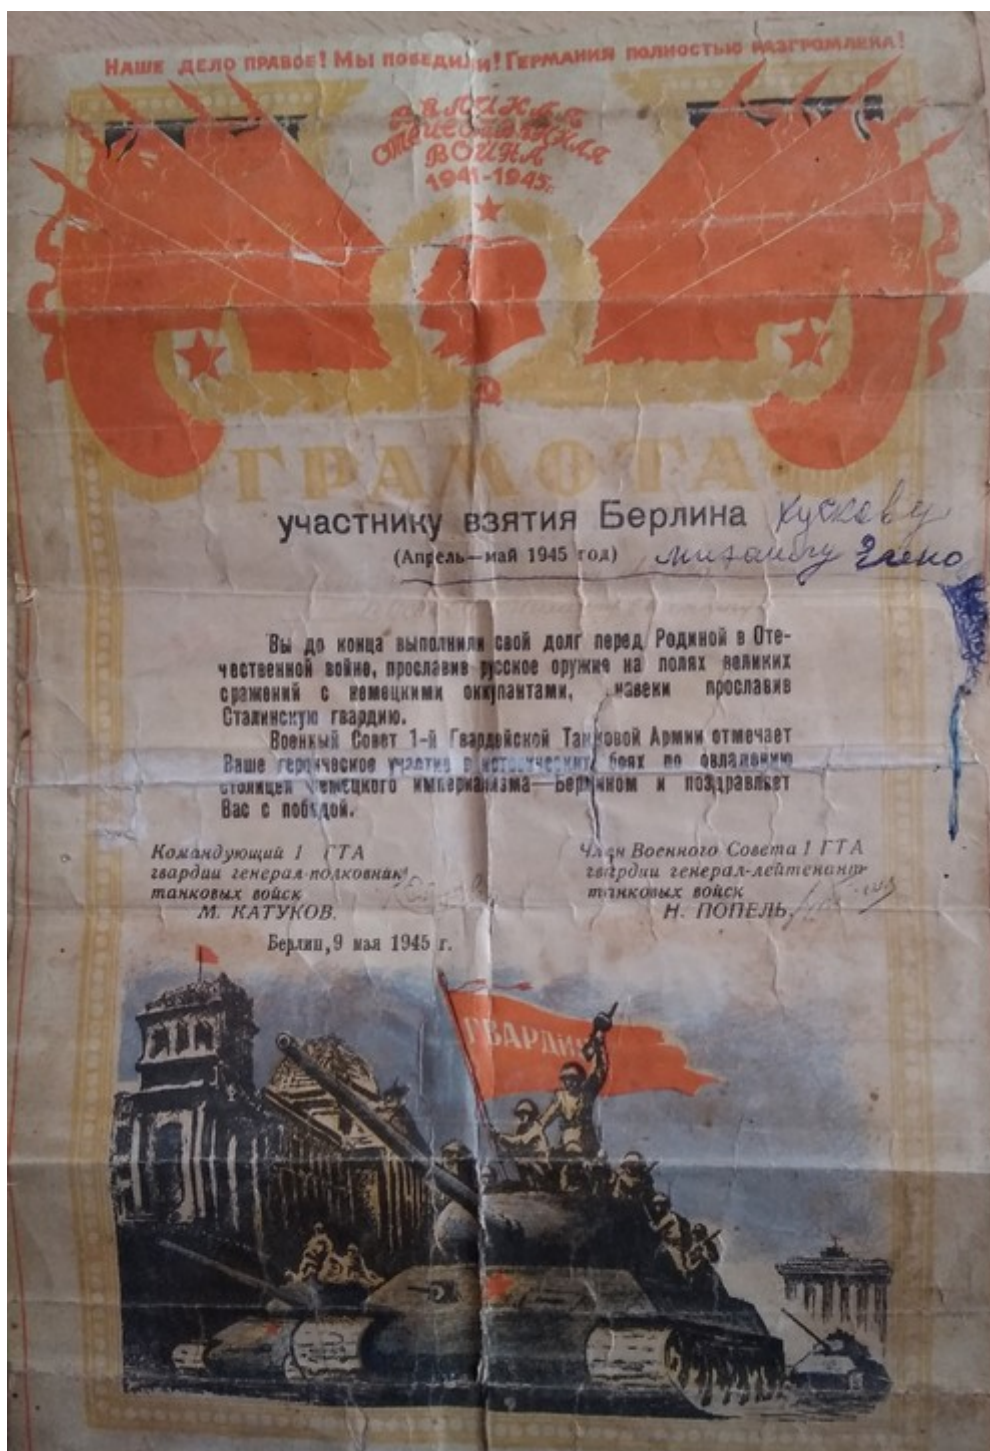 НАШЕ ДЕЛО ПРАВОЕ! МЫ ПОБЕДИЛИ! ГЕРМАНИЯ ПОЛНОСТЬЮ РАЗГРОМЛЕНА!
ВЕЛИКАЯ
ОТЕЧЕСТВЕННАЯ
ВОЙНА
1941-1945г.
ГРАМОТА
участнику взятия Берлина Кускову
(Апрель—май 1945 год) михаилу
Вы до конца выполнили свой долг перед Родиной в Оте-
чественной войне, прославив русское оружие на полях великих
сражений с немецкими оккупантами, навеки прославив
Сталинскую гвардию.
Военный Совет 1-й Гвардейской Танковой Армии отмечает
Ваше героическое участие в исторических боях по овладению
столицей немецкого империализма—Берлином и поздравляет
Вас с победой.
Командующий 1 ГТА
гвардии генерал-полковник
танковых войск
М. КАТУКОВ.
Член Военного Совета 1 ГТА
гвардии генерал-лейтенант
танковых войск
Н. ПОПЕЛЬ.
Берлин, 9 мая 1945 г.
ГВАРДИЯ